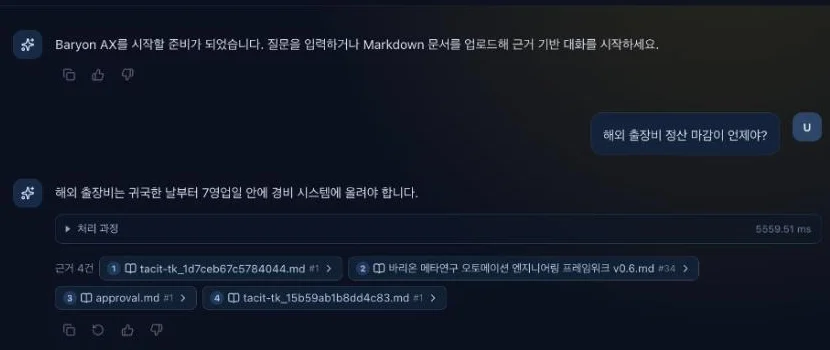 Baryon AX를 시작할 준비가 되었습니다. 질문을 입력하거나 Markdown 문서를 업로드해 근거 기반 대화를 시작하세요.
해외 출장비 정산 마감이 언제야?
U
해외 출장비는 귀국한 날부터 7영업일 안에 경비 시스템에 올려야 합니다.
처리 과정 5559.51 ms
근거 4건 1 tacit-tk_1d7ceb67c5784044.md #1 2 바리온 메타연구 오토메이션 엔지니어링 프레임워크 v0.6.md #34
3 approval.md #1 4 tacit-tk_15b59ab1b8dd4c83.md #1